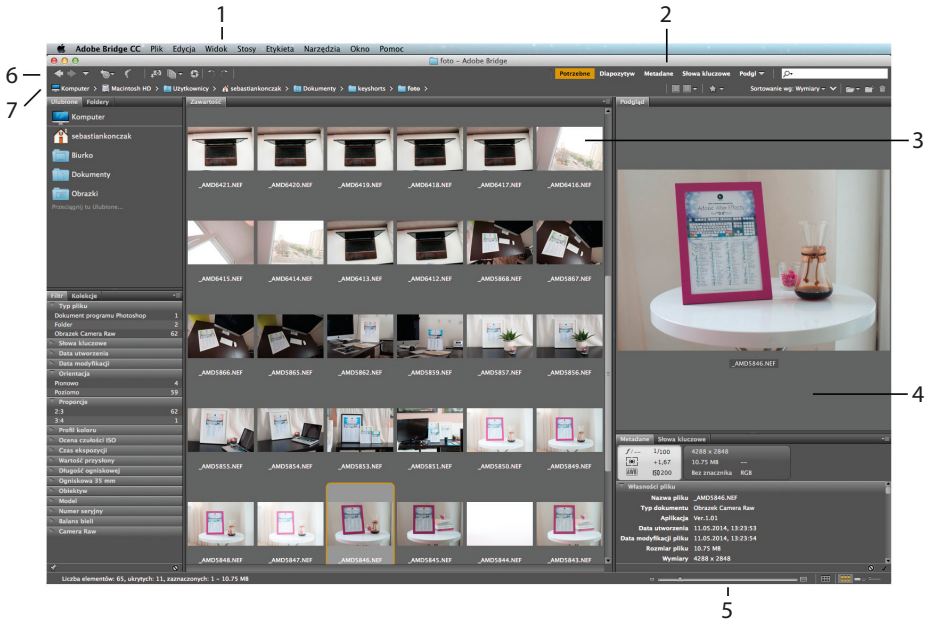 1
2
Adobe Bridge CC Plik Edycja Widok Stosy Etykieta Narzędzia Okno Pomoc
foto – Adobe Bridge
6
Potrzebne Diapozytyw Metadane Słowa kluczowe Podgl
7
Komputer > Macintosh HD > Użytkownicy > sebastiankonczak > Dokumenty > keyshorts > foto >
Sortowanie wg: Wymiary
Ulubione Foldery
Komputer
sebastiankonczak
Biurko
Dokumenty
Obrazki
Przeciągnij tu Ulubione...
Filtr Kolekcje
Typ pliku
Dokument programu Photoshop 1
Folder 2
Obrazek Camera Raw 62
Słowa kluczowe
Data utworzenia
Data modyfikacji
Orientacja
Pionowo 4
Poziomo 59
Proporcje
2:3 62
3:4 1
Profil koloru
Ocena czułości ISO
Czas ekspozycji
Wartość przysłony
Długość ogniskowej
Ogniskowa 35 mm
Obiektyw
Model
Numer seryjny
Balans bieli
Camera Raw
Zawartość
_AMD6421.NEF _AMD6420.NEF _AMD6419.NEF _AMD6418.NEF _AMD6417.NEF _AMD6416.NEF
_AMD6415.NEF _AMD6414.NEF _AMD6413.NEF _AMD6412.NEF _AMD5868.NEF _AMD5867.NEF
_AMD5866.NEF _AMD5865.NEF _AMD5862.NEF _AMD5859.NEF _AMD5857.NEF _AMD5856.NEF
_AMD5855.NEF _AMD5854.NEF _AMD5853.NEF _AMD5851.NEF _AMD5850.NEF _AMD5849.NEF
_AMD5848.NEF _AMD5847.NEF _AMD5846.NEF _AMD5845.NEF _AMD5844.NEF _AMD5843.NEF
Podgląd
3
Adobe After Effects
_AMD5846.NEF
4
Metadane Słowa kluczowe
f/-- 1/100 4288 x 2848
+1,67 10.75 MB --
AWB ISO200 Bez znacznika RGB
Własności pliku
Nazwa pliku _AMD5846.NEF
Typ dokumentu Obrazek Camera Raw
Aplikacja Ver.1.01
Data utworzenia 11.05.2014, 13:23:53
Data modyfikacji pliku 11.05.2014, 13:23:54
Rozmiar pliku 10.75 MB
Wymiary 4288 x 2848
Liczba elementów: 65, ukrytych: 11, zaznaczonych: 1 – 10.75 MB
5